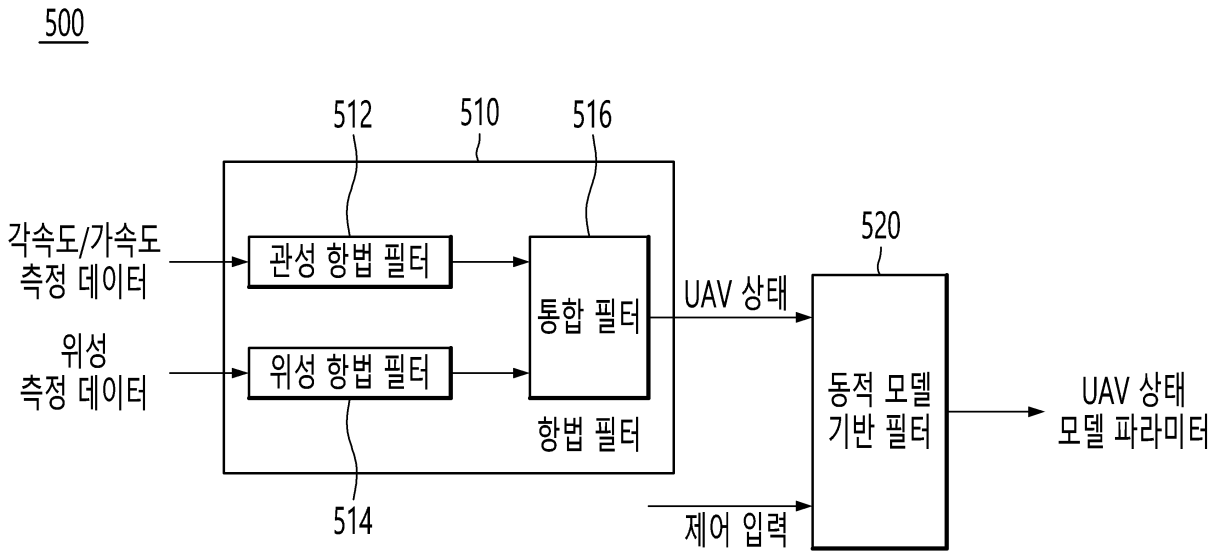 500
512
510
516
520
각속도/가속도
측정 데이터
관성 항법 필터
통합 필터
UAV 상태
위성
측정 데이터
위성 항법 필터
동적 모델
기반 필터
UAV 상태
모델 파라미터
항법 필터
514
제어 입력